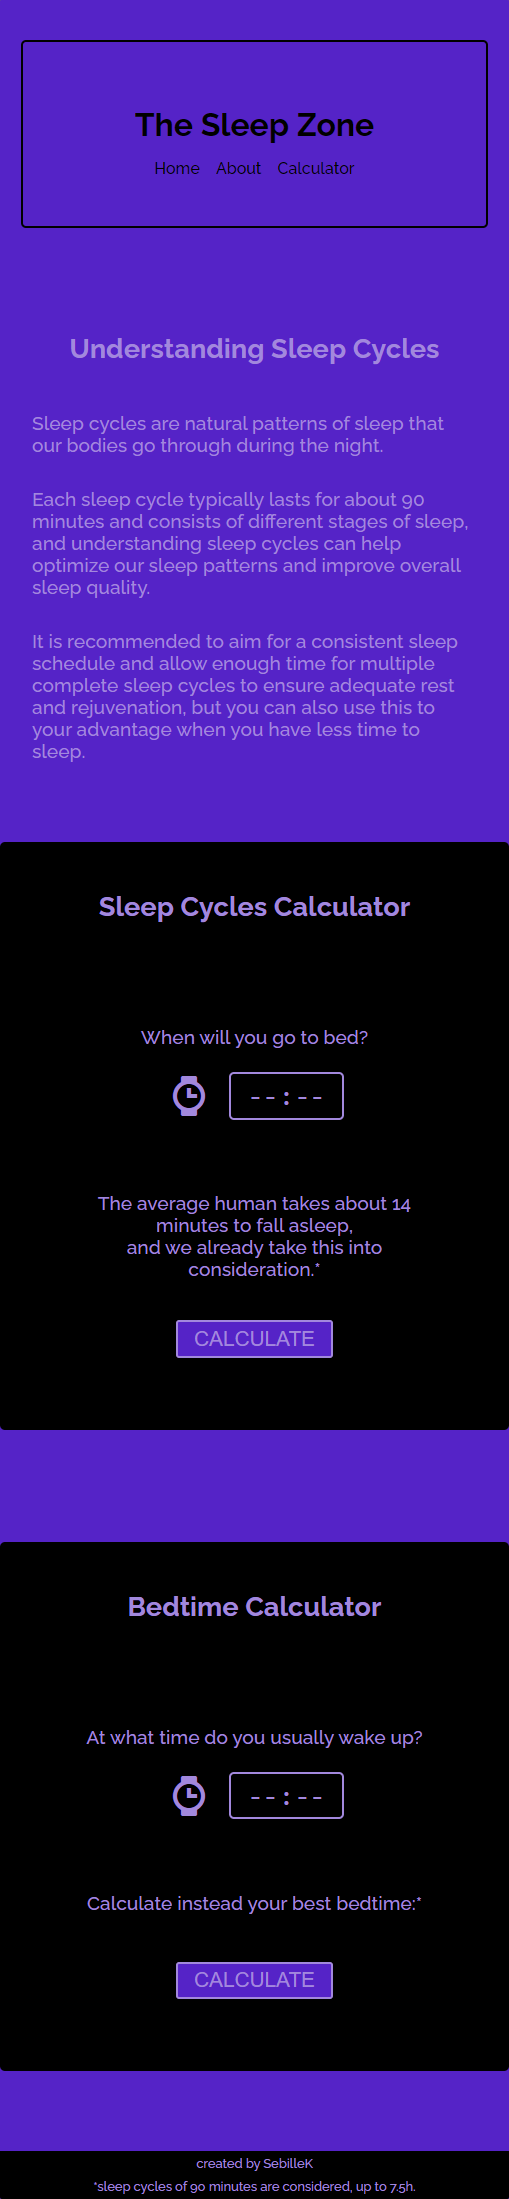 The Sleep Zone
Home About Calculator
Understanding Sleep Cycles
Sleep cycles are natural patterns of sleep that
our bodies go through during the night.
Each sleep cycle typically lasts for about 90
minutes and consists of different stages of sleep,
and understanding sleep cycles can help
optimize our sleep patterns and improve overall
sleep quality.
It is recommended to aim for a consistent sleep
schedule and allow enough time for multiple
complete sleep cycles to ensure adequate rest
and rejuvenation, but you can also use this to
your advantage when you have less time to
sleep.
Sleep Cycles Calculator
When will you go to bed?
--:--
The average human takes about 14
minutes to fall asleep,
and we already take this into
consideration.*
CALCULATE
Bedtime Calculator
At what time do you usually wake up?
--:--
Calculate instead your best bedtime:*
CALCULATE
created by SebilleK
*sleep cycles of 90 minutes are considered, up to 7.5h.